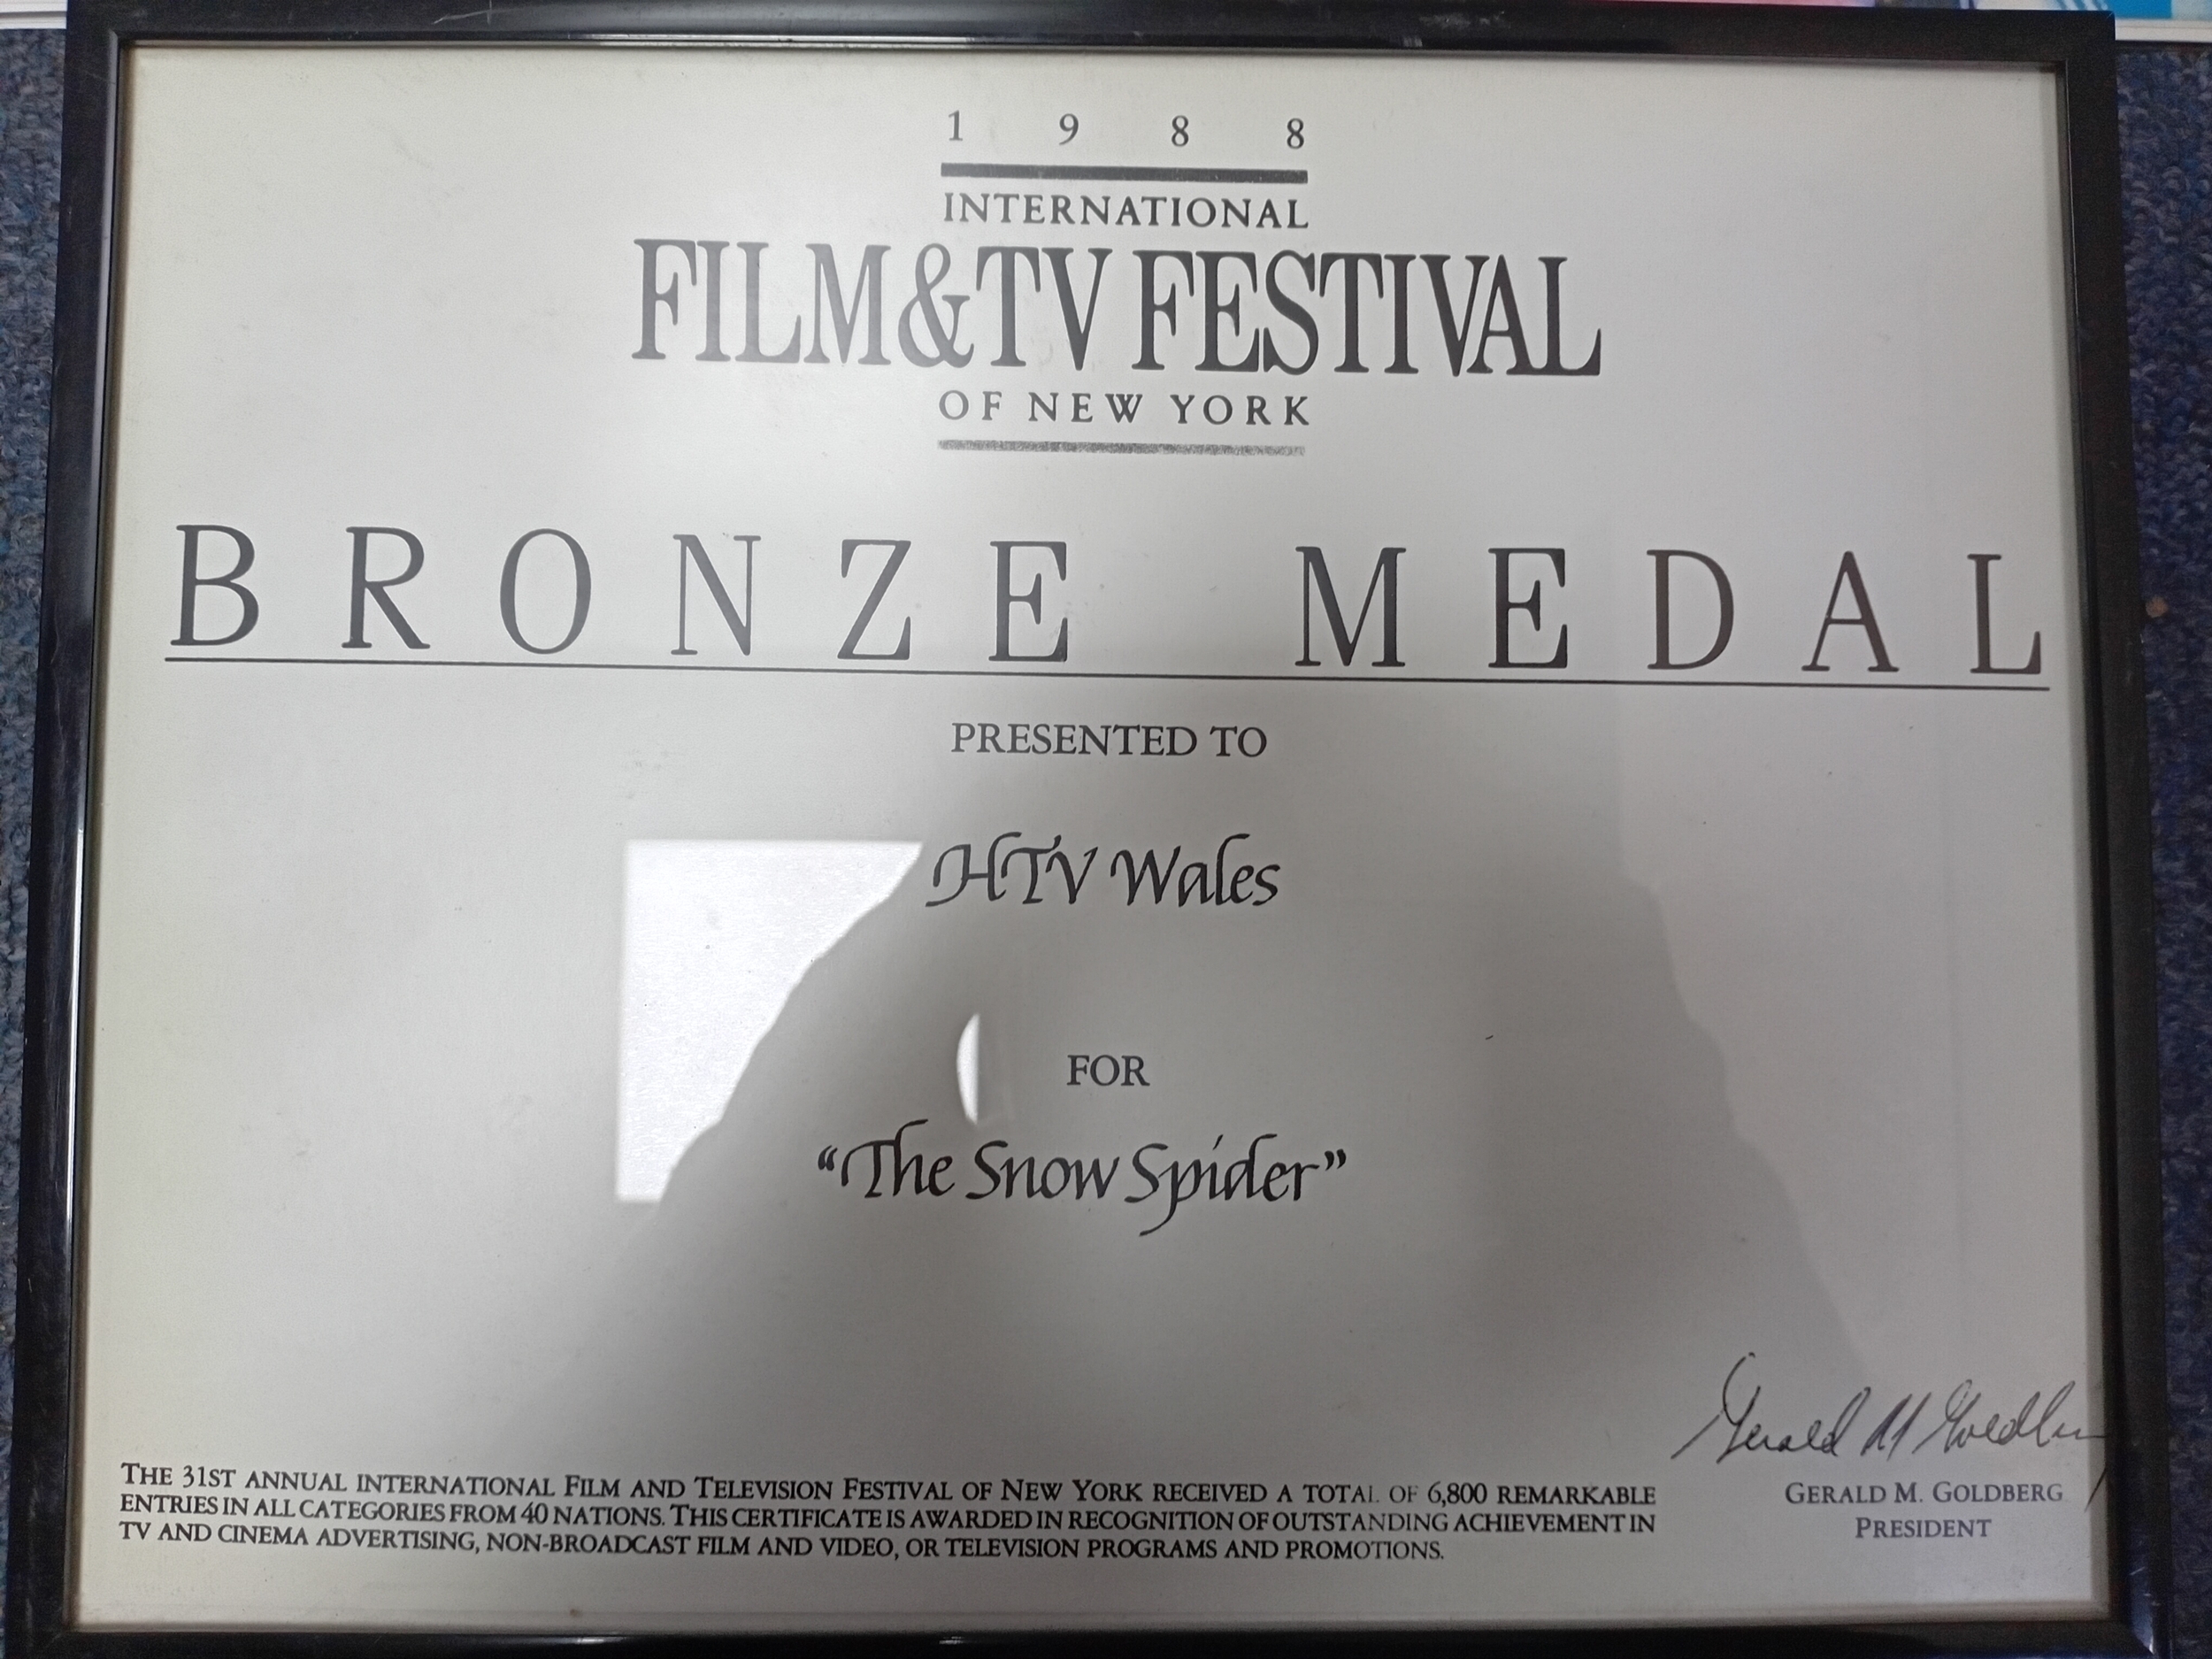 1 9 8 8
INTERNATIONAL
FILM & TV FESTIVAL
OF NEW YORK
BRONZE MEDAL
PRESENTED TO
HTV Wales
FOR
“The Snow Spider”
Gerald M Goldberg
THE 31ST ANNUAL INTERNATIONAL FILM AND TELEVISION FESTIVAL OF NEW YORK RECEIVED A TOTAL OF 6,800 REMARKABLE
ENTRIES IN ALL CATEGORIES FROM 40 NATIONS. THIS CERTIFICATE IS AWARDED IN RECOGNITION OF OUTSTANDING ACHIEVEMENT IN
TV AND CINEMA ADVERTISING, NON-BROADCAST FILM AND VIDEO, OR TELEVISION PROGRAMS AND PROMOTIONS.
GERALD M. GOLDBERG
PRESIDENT